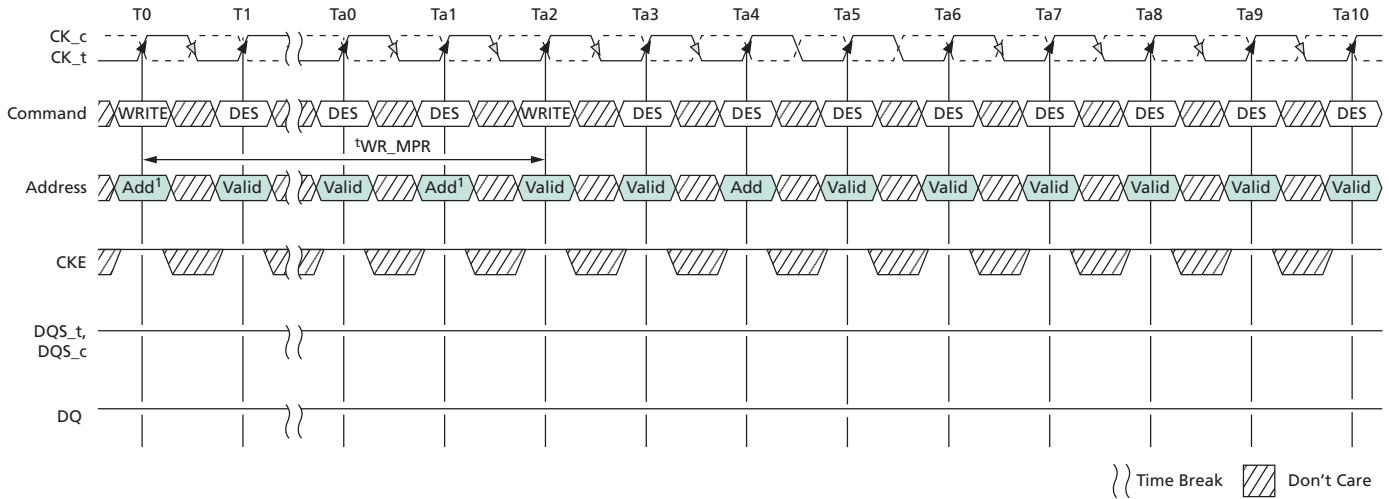 T0 T1 Ta0 Ta1 Ta2 Ta3 Ta4 Ta5 Ta6 Ta7 Ta8 Ta9 Ta10
CK_c
CK_t
Command WRITE DES DES DES WRITE DES DES DES DES DES DES DES DES
tWR_MPR
Address Add1 Valid Valid Add1 Valid Valid Add Valid Valid Valid Valid Valid Valid
CKE
DQS_t,
DQS_c
DQ
Time Break Don't Care